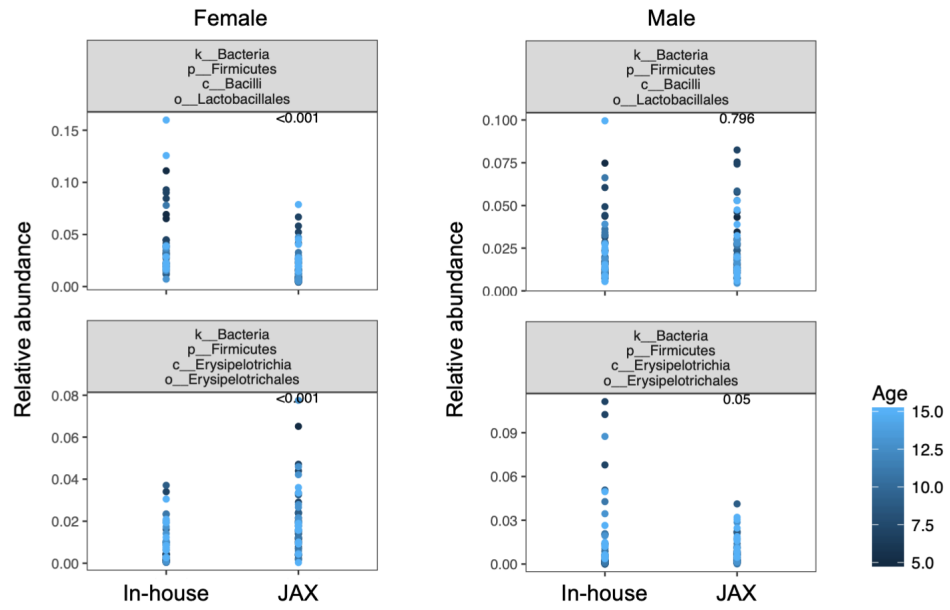 Female
Male
k__Bacteria
p__Firmicutes
c__Bacilli
o__Lactobacillales
<0.001
0.15
0.10
0.05
0.00
k__Bacteria
p__Firmicutes
c__Bacilli
o__Lactobacillales
0.796
0.100
0.075
0.050
0.025
0.000
Relative abundance
Relative abundance
k__Bacteria
p__Firmicutes
c__Erysipelotrichia
o__Erysipelotrichales
<0.001
0.08
0.06
0.04
0.02
0.00
In-house
JAX
k__Bacteria
p__Firmicutes
c__Erysipelotrichia
o__Erysipelotrichales
0.05
0.09
0.06
0.03
0.00
In-house
JAX
Age
15.0
12.5
10.0
7.5
5.0